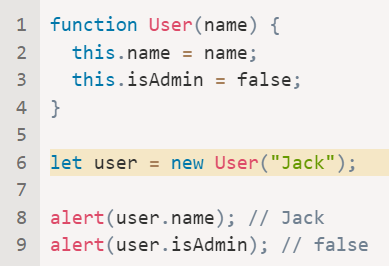 1 function User(name) {
2   this.name = name;
3   this.isAdmin = false;
4 }
5
6 let user = new User("Jack");
7
8 alert(user.name); // Jack
9 alert(user.isAdmin); // false